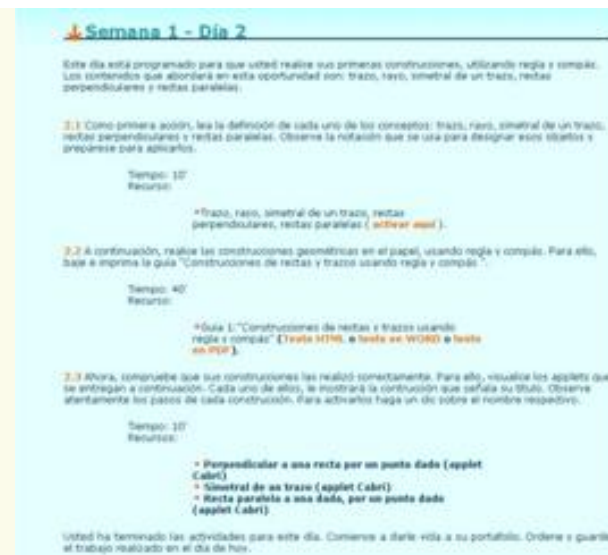 Semana 1 - Día 2
Este día está programado para que usted realice sus primeras construcciones, utilizando regla y compás.
Los contenidos que abordará en esta oportunidad son: trazo, rayo, simetral de un trazo, rectas
perpendiculares y rectas paralelas.
2.1 Como primera acción, lea la definición de cada uno de los conceptos: trazo, rayo, simetral de un trazo,
rectas perpendiculares y rectas paralelas. Observe la notación que se usa para designar esos objetos y
prepárese para aplicarlos.
Tiempo: 10'
Recurso:
*Trazo, rayo, simetral de un trazo, rectas
perpendiculares, rectas paralelas ( activar aquí ).
2.2 A continuación, realice las construcciones geométricas en el papel, usando regla y compás. Para ello,
baje e imprima la guía "Construcciones de rectas y trazos usando regla y compás ".
Tiempo: 40'
Recurso:
*Guía 1:"Construcciones de rectas y trazos usando
regla y compás" (Texto HTML o texto en WORD o texto
en PDF ).
2.3 Ahora, compruebe que sus construcciones las realizó correctamente. Para ello, visualice los applets que
se entregan a continuación. Cada uno de ellos, le mostrará la contrucción que señala su título. Observe
atentamente los pasos de cada construcción. Para activarlos haga un clic sobre el nombre respectivo.
Tiempo: 10'
Recursos:
* Perpendicular a una recta por un punto dado (applet
Cabri)
* Simetral de un trazo (applet Cabri)
* Recta paralela a una dada, por un punto dado
(applet Cabri)
Usted ha terminado las actividades para este día. Comience a darle vida a su portafolio. Ordene y guarde
el trabajo realizado en el día de hoy.